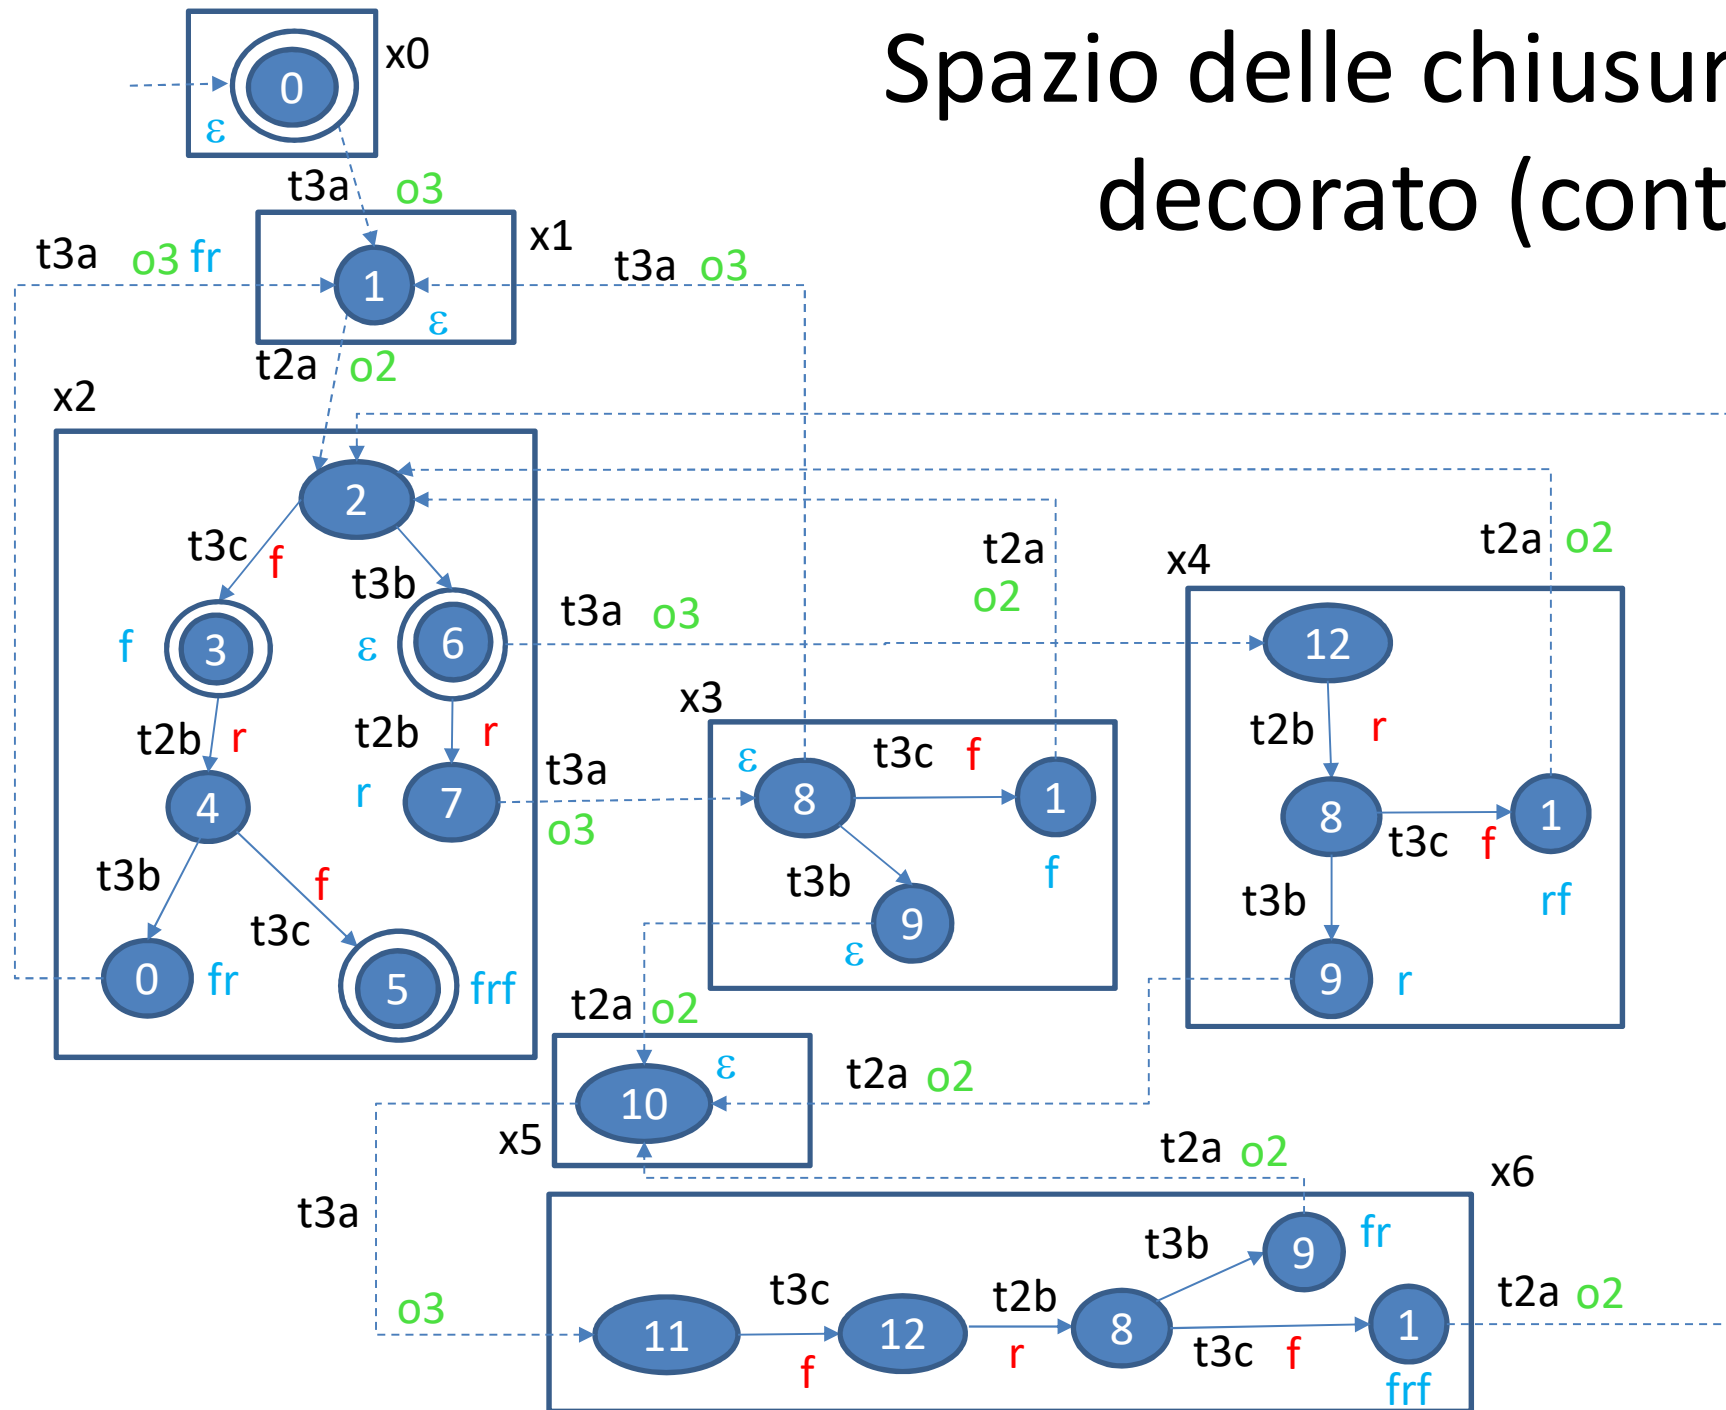 Spazio delle chiusur
decorato (cont
x0
0
ε
t3a o3
x1
t3a o3 fr
1
ε
t3a o3
t2a o2
x2
2
t3c f
t3b
f
3
ε
6
t3a o3
t2b r
t2b r
4
r
7
t3a
o3
t3b
f
t3c
0
fr
5
frf
x3
ε
8
t3c f
1
f
t3b
9
ε
t2a
o2
x4
12
t2b r
8
t3c f
1
rf
t3b
9
r
t2a o2
t2a o2
10
ε
x5
t2a o2
t3a
o3
t2a o2
x6
11
t3c
f
12
t2b
r
8
t3b
9
fr
t3c f
1
frf
t2a o2